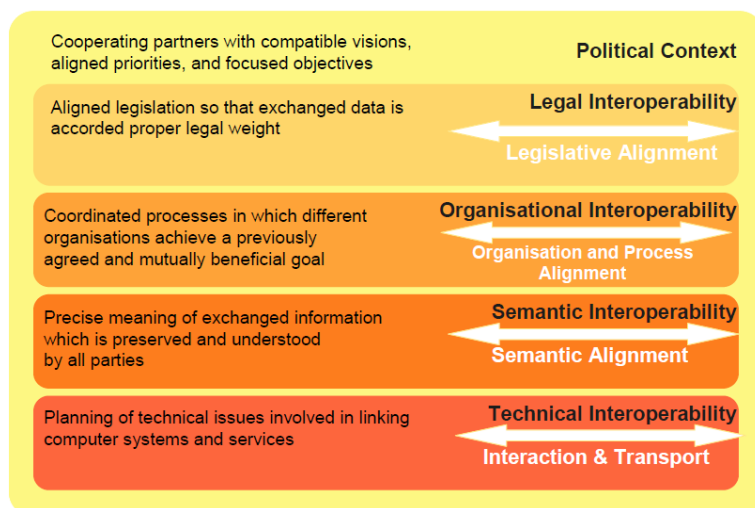 Cooperating partners with compatible visions,
aligned priorities, and focused objectives
Political Context
Aligned legislation so that exchanged data is
accorded proper legal weight
Legal Interoperability
Legislative Alignment
Coordinated processes in which different
organisations achieve a previously
agreed and mutually beneficial goal
Organisational Interoperability
Organisation and Process
Alignment
Precise meaning of exchanged information
which is preserved and understood
by all parties
Semantic Interoperability
Semantic Alignment
Planning of technical issues involved in linking
computer systems and services
Technical Interoperability
Interaction & Transport